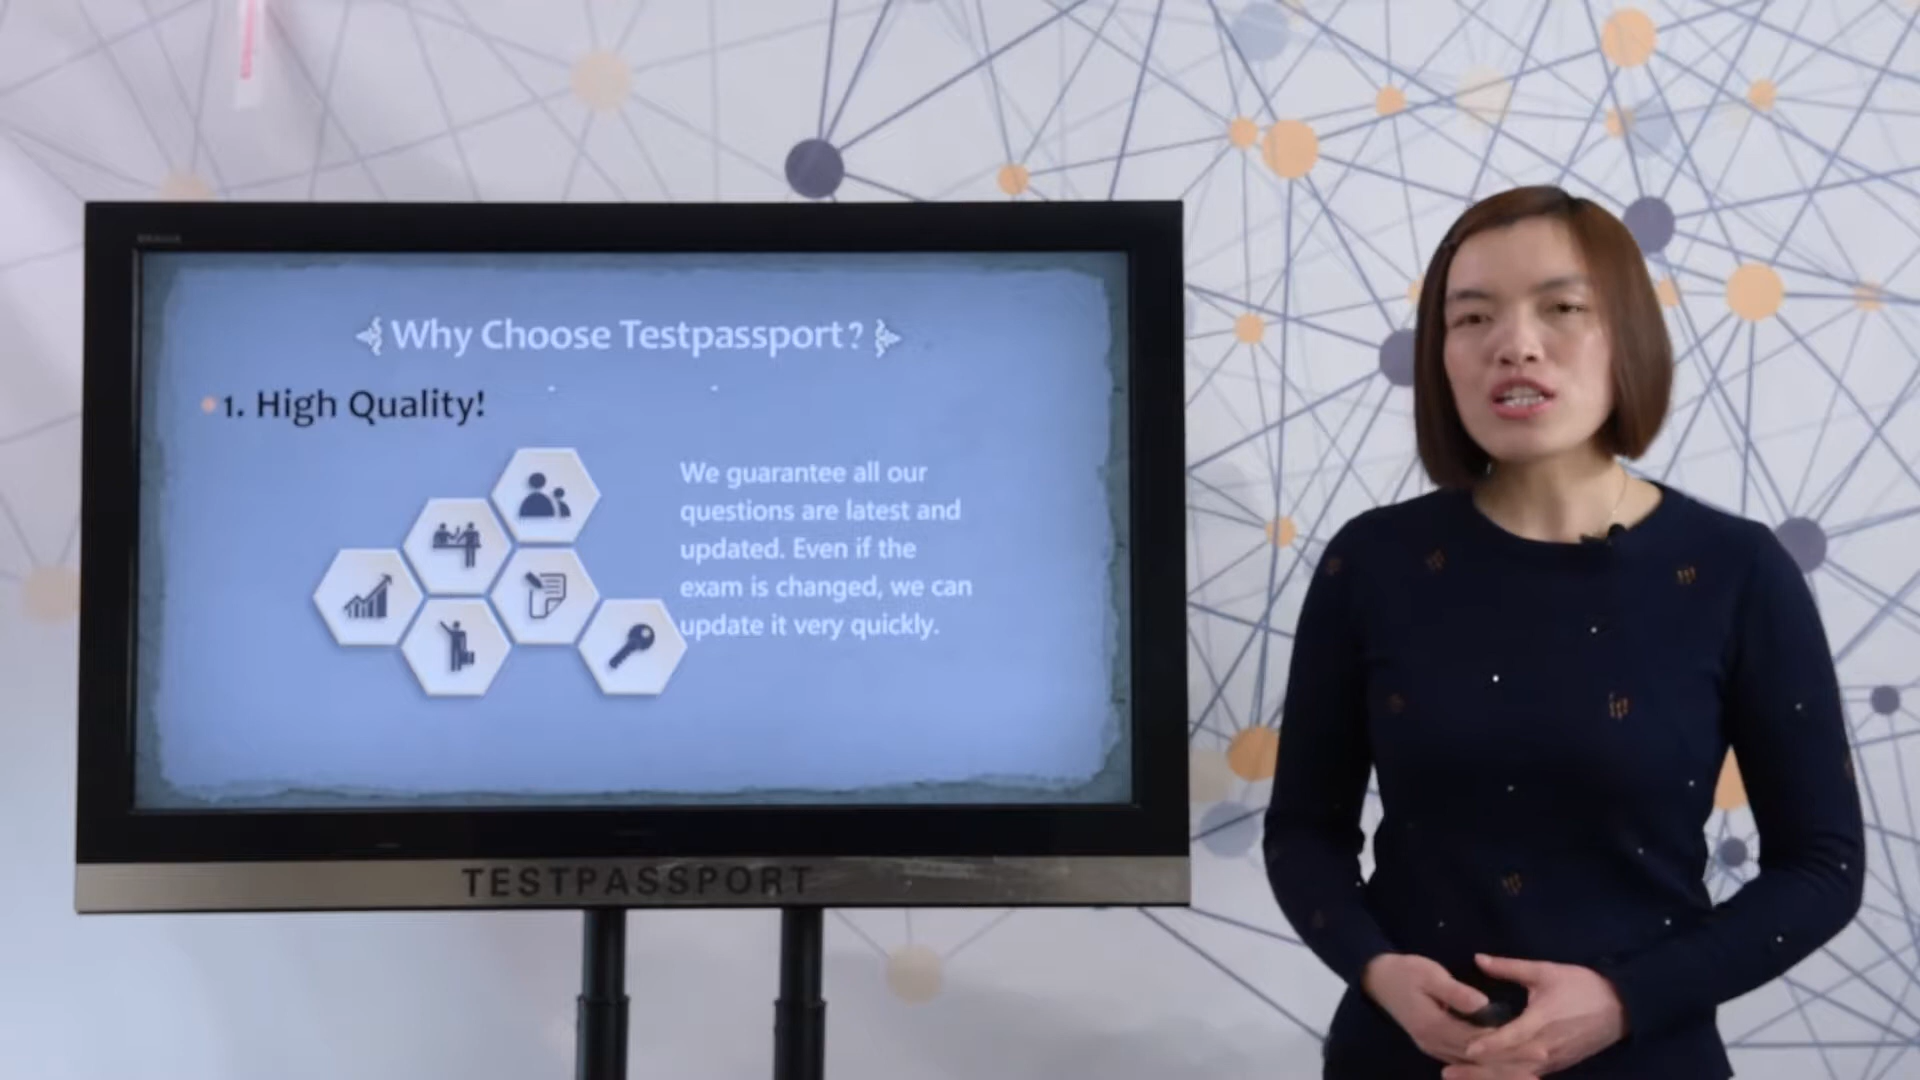 Why Choose Testpassport?
1. High Quality!
We guarantee all our
questions are latest and
updated. Even if the
exam is changed, we can
update it very quickly.
TESTPASSPORT